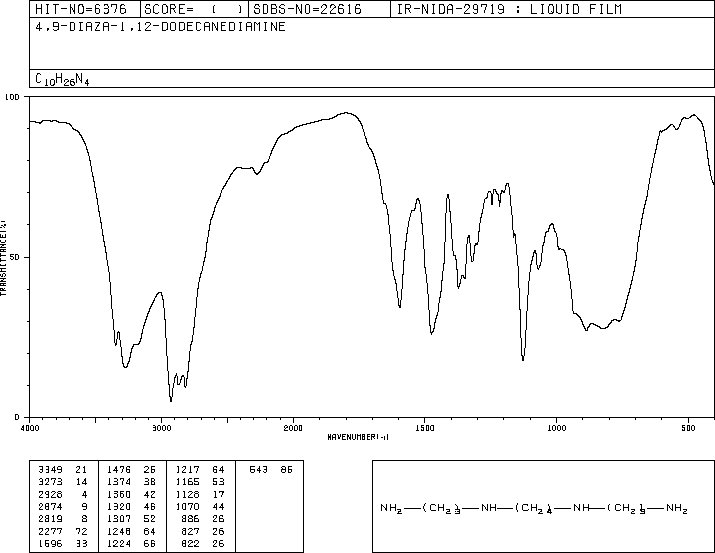 HIT-NO=6376 SCORE= ( ) SDBS-NO=22616 IR-NIDA-29719 : LIQUID FILM
4,9-DIAZA-1,12-DODECANEDIAMINE
C10H26N4
100
50
0
TRANSMITTANCE(%)
4000 3000 2000 1500 1000 500
WAVENUMBER(-1)
3349 21 1476 26 1217 64 543 86
3273 14 1374 38 1165 53
2928 4 1360 42 1128 17
2874 9 1320 46 1070 44
2819 8 1307 52 886 26
2277 72 1248 64 827 26
1596 33 1224 66 822 26
NH2—(CH2)3—NH—(CH2)4—NH—(CH2)3—NH2